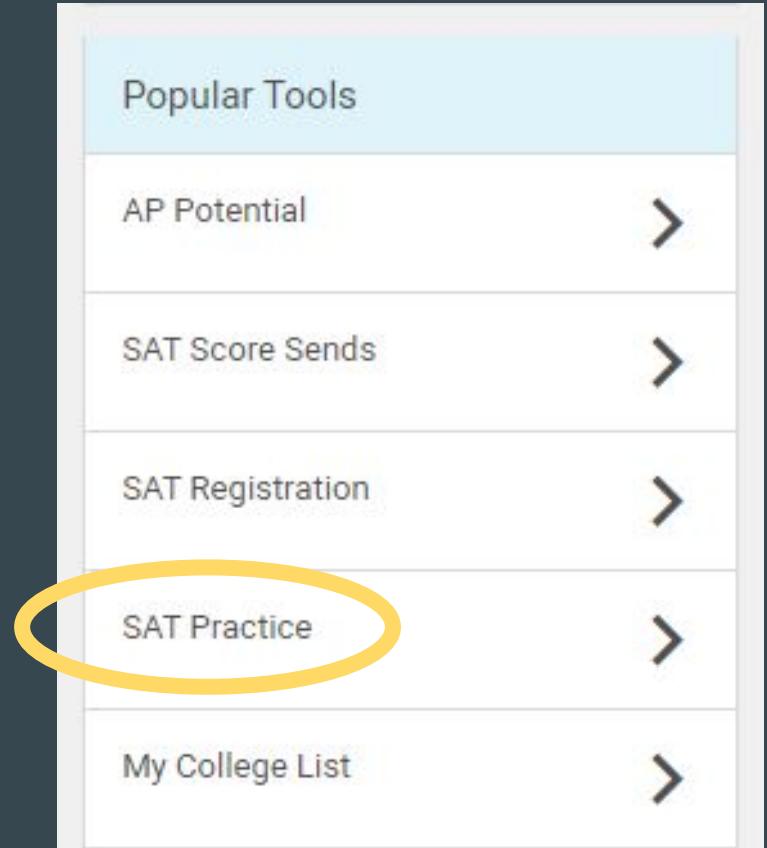 Popular Tools
AP Potential
SAT Score Sends
SAT Registration
SAT Practice
My College List